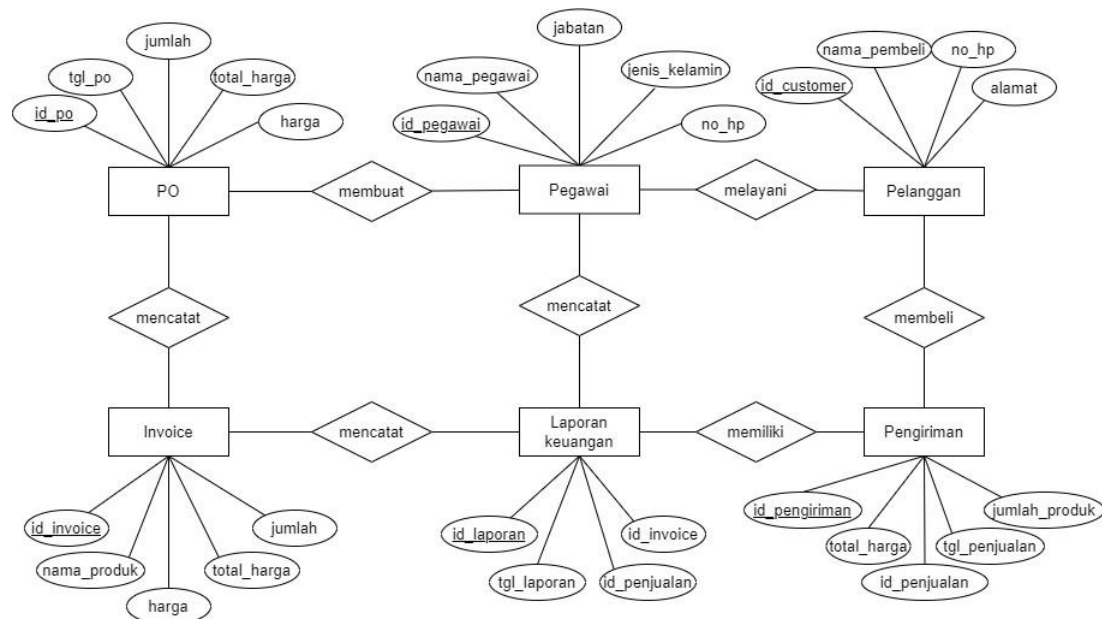 jumlah
tgl_po
total_harga
id_po
harga
PO
membuat
jabatan
nama_pegawai
jenis_kelamin
id_pegawai
no_hp
Pegawai
melayani
nama_pembeli
no_hp
id_customer
alamat
Pelanggan
mencatat
mencatat
membeli
Invoice
mencatat
Laporan
keuangan
memiliki
Pengiriman
id_invoice
jumlah
nama_produk
total_harga
harga
id_laporan
id_invoice
tgl_laporan
id_penjualan
id_pengiriman
jumlah_produk
total_harga
tgl_penjualan
id_penjualan